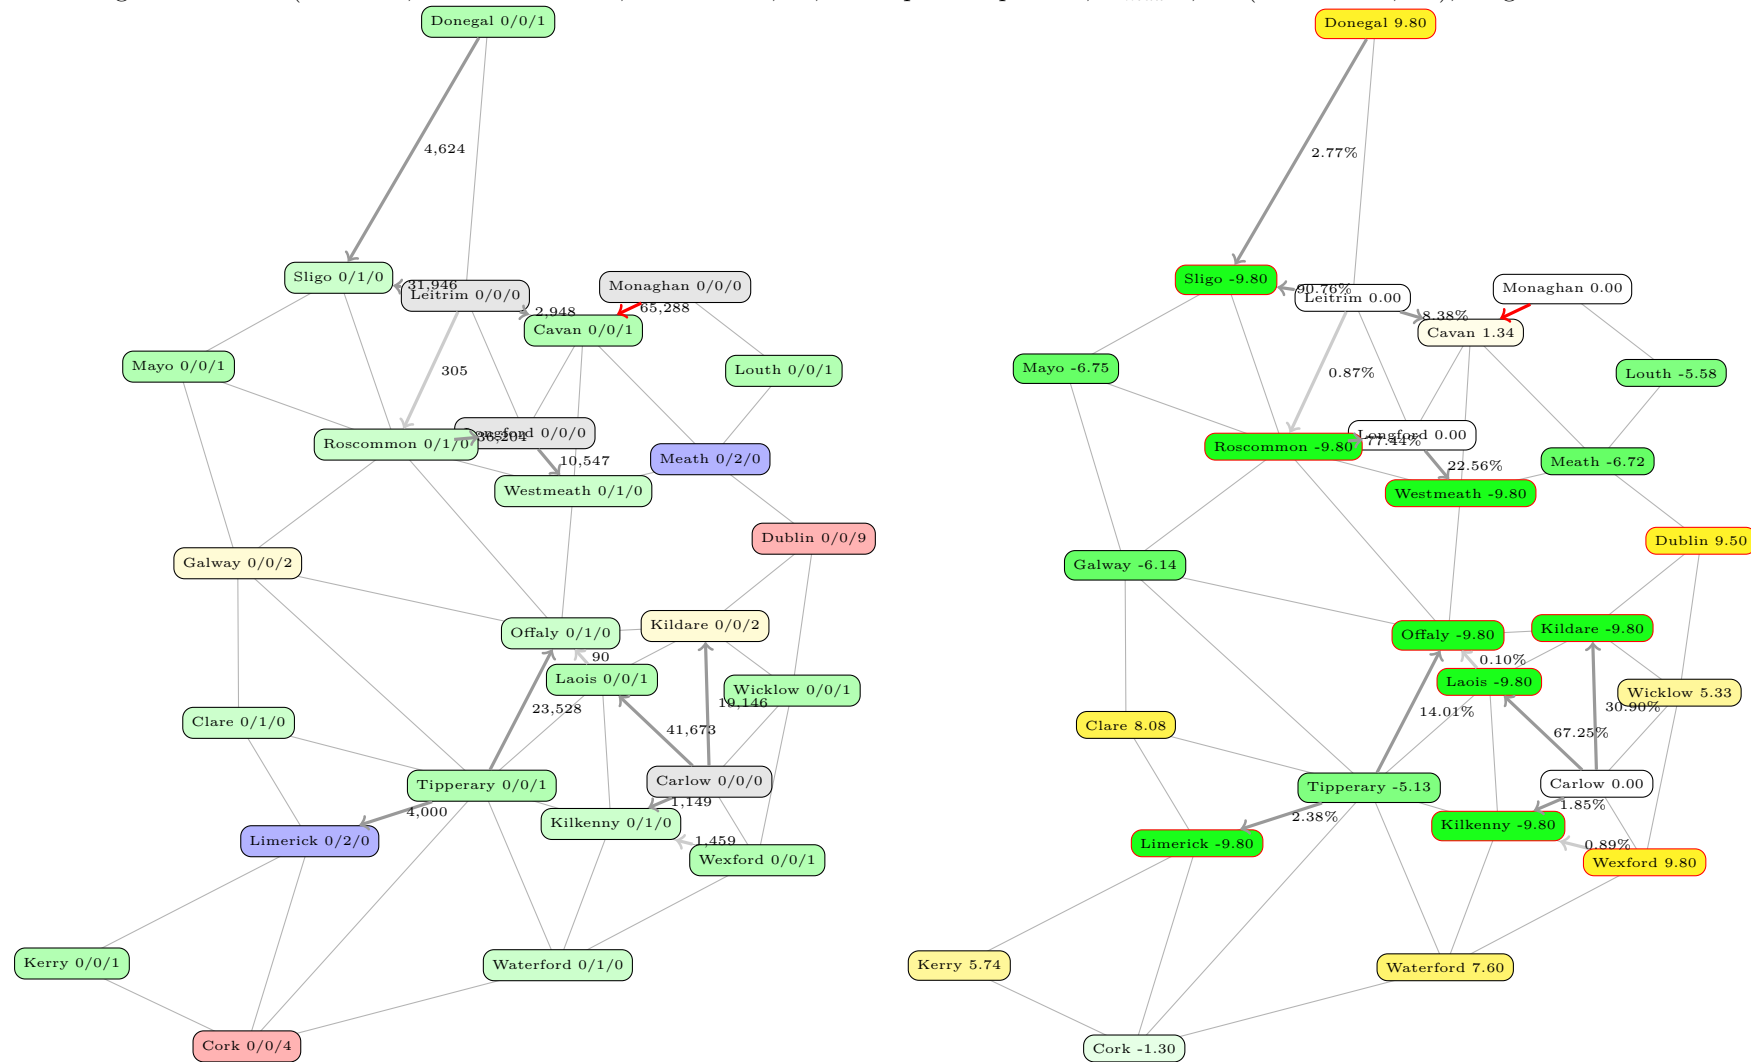 Donegal 0/0/1
4,624
Sligo 0/1/0
31,946
Leitrim 0/0/0
Monaghan 0/0/0
2,948
65,288
Cavan 0/0/1
Mayo 0/0/1
305
Louth 0/0/1
Roscommon 0/1/0
36,204
Longford 0/0/0
10,547
Meath 0/2/0
Westmeath 0/1/0
Dublin 0/0/9
Galway 0/0/2
Offaly 0/1/0
Kildare 0/0/2
90
Laois 0/0/1
Wicklow 0/0/1
19,146
23,528
Clare 0/1/0
41,673
Tipperary 0/0/1
Carlow 0/0/0
4,000
1,149
Kilkenny 0/1/0
Limerick 0/2/0
1,459
Wexford 0/0/1
Kerry 0/0/1
Waterford 0/1/0
Cork 0/0/4
Donegal 9.80
2.77%
Sligo -9.80
90.76%
Leitrim 0.00
Monaghan 0.00
8.38%
Cavan 1.34
Mayo -6.75
0.87%
Louth -5.58
Roscommon -9.80
77.44%
Longford 0.00
22.56%
Meath -6.72
Westmeath -9.80
Dublin 9.50
Galway -6.14
Offaly -9.80
Kildare -9.80
0.10%
Laois -9.80
Wicklow 5.33
30.90%
14.01%
Clare 8.08
67.25%
Tipperary -5.13
Carlow 0.00
2.38%
1.85%
Kilkenny -9.80
Limerick -9.80
0.89%
Wexford 9.80
Kerry 5.74
Waterford 7.60
Cork -1.30